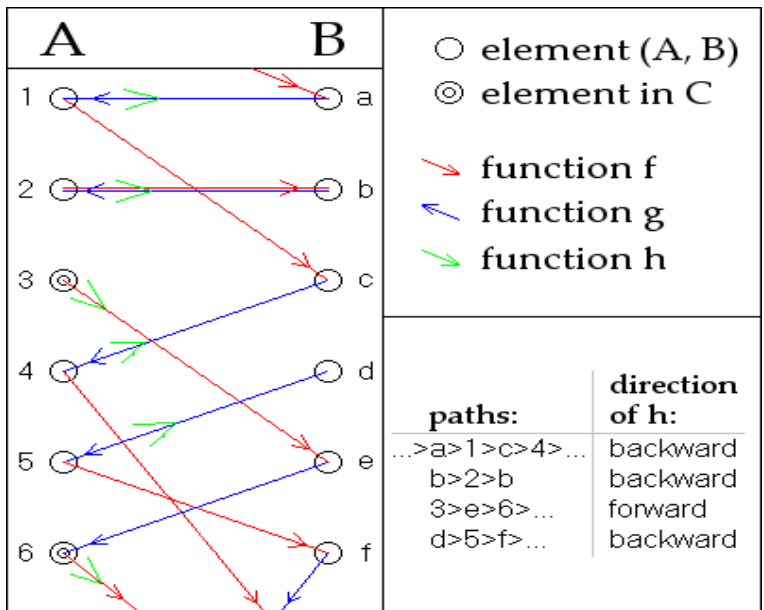 A B
1 a
2 b
3 c
4 d
5 e
6 f
element (A, B)
element in C
function f
function g
function h
paths: direction of h:
...>a>1>c>4>... backward
b>2>b backward
3>e>6>... forward
d>5>f>... backward